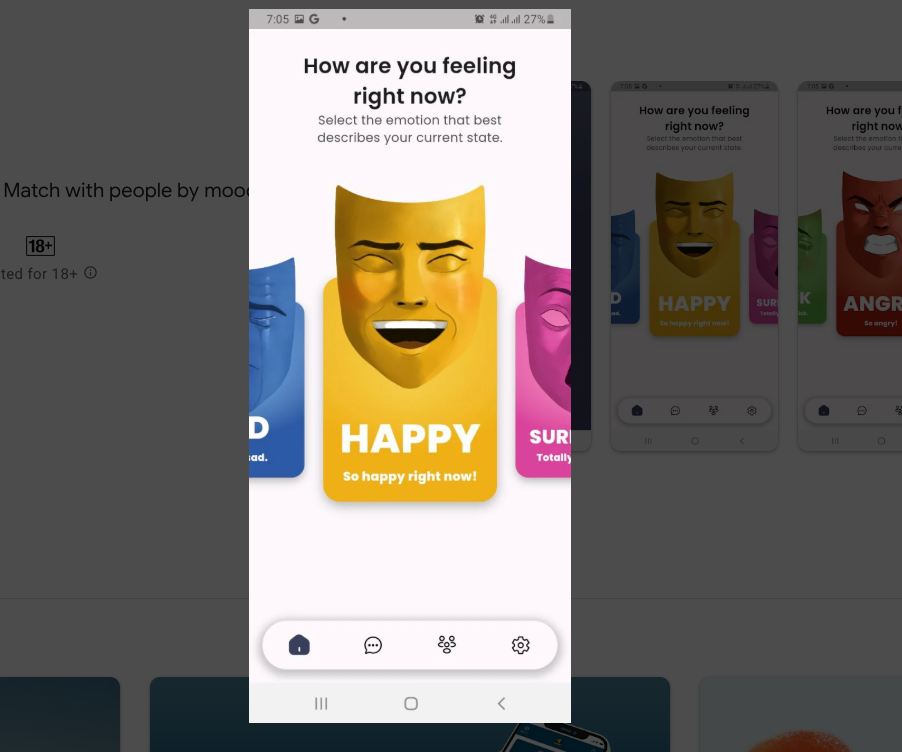 7:05
27%
How are you feeling
right now?
Select the emotion that best
describes your current state.
D
ad.
HAPPY
So happy right now!
SUR
Totally
Match with people by moo
18+
ted for 18+
How are you feeling
right now?
Select the emotion that best
describes your current state.
D
ad.
HAPPY
So happy right now!
SUR
Totally
How are you f
right now
Select the emotion t
describes your curre
K
ick.
ANGR
So angry!